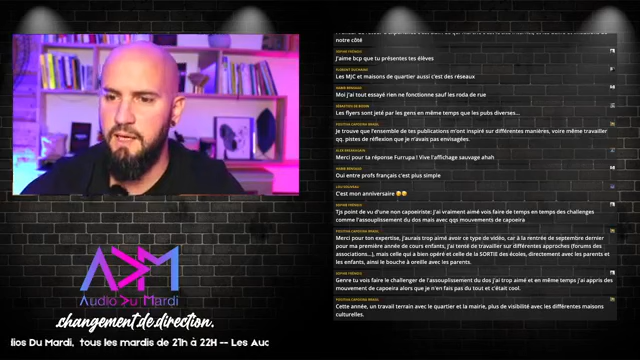 notre côté
J'aime bcp que tu présentes tes élèves
Les MJC et maisons de quartier aussi c'est des réseaux
Moi j'ai tout essayé rien ne fonctionne sauf les roda de rue
Les flyers sont jeté par les gens en même temps que les pubs diverses...
Je trouve que l'ensemble de tes publications m'ont inspiré sur différentes manières, voire même travailler
qq. pistes de réflexion que je n'avais pas envisagées.
Merci pour ta réponse Furrupa ! Vive l'affichage sauvage ahah
Oui entre profs français c'est plus simple
C'est mon anniversaire
Tjs point de vu d'une non capoeiriste: j'ai vraiment aimé vois faire de temps en temps des challenges
comme l'assouplissement du dos mais avec qqs mouvements de capoeira
Merci pour ton expertise, j'aurais trop aimé avoir ce type de vidéo, car à la rentrée de septembre dernier
pour ma première année de cours enfants, j'ai tenté de travailler sur différentes approches (forums des
associations...), mais celle qui a bien opéré et celle de la SORTIE des écoles, directement avec les parents et
les enfants, ainsi le bouche à oreille avec les parents.
Genre tu vois faire le challenger de l'assouplissement du dos j'ai trop aimé et en même temps j'ai appris des
mouvement de capoeira alors que je n'en fais pas du tout et c'était cool.
Cette année, un travail terrain avec le quartier et la mairie, plus de visibilité avec les différentes maisons
culturelles.
ADM
Audio Du Mardi
.changement.de.direction.
dios Du Mardi, tous les mardis de 21h à 22H -- Les Auc